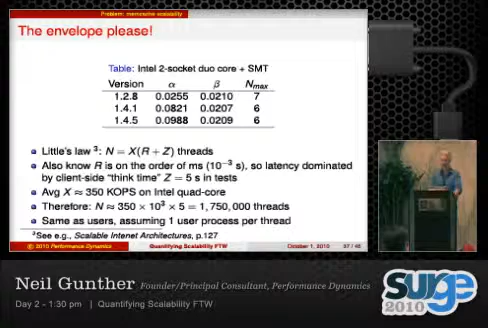 Problem: memcache scalability
The envelope please!
Table: Intel 2-socket duo core + SMT
Version α β Nmax
1.2.8 0.0255 0.0210 7
1.4.1 0.0821 0.0207 6
1.4.5 0.0988 0.0209 6
Little's law 3: N = X(R + Z) threads
Also know R is on the order of ms (10−3 s), so latency dominated
by client-side "think time" Z = 5 s in tests
Avg X ≈ 350 KOPS on Intel quad-core
Therefore: N ≈ 350 × 103 × 5 = 1,750,000 threads
Same as users, assuming 1 user process per thread
3See e.g., Scalable Intenet Architectures, p.127
© 2010 Performance Dynamics Quantifying Scalability FTW October 1, 2010 37 / 46
Neil Gunther Founder/Principal Consultant, Performance Dynamics
Day 2 - 1:30 pm | Quantifying Scalability FTW
surge
2010